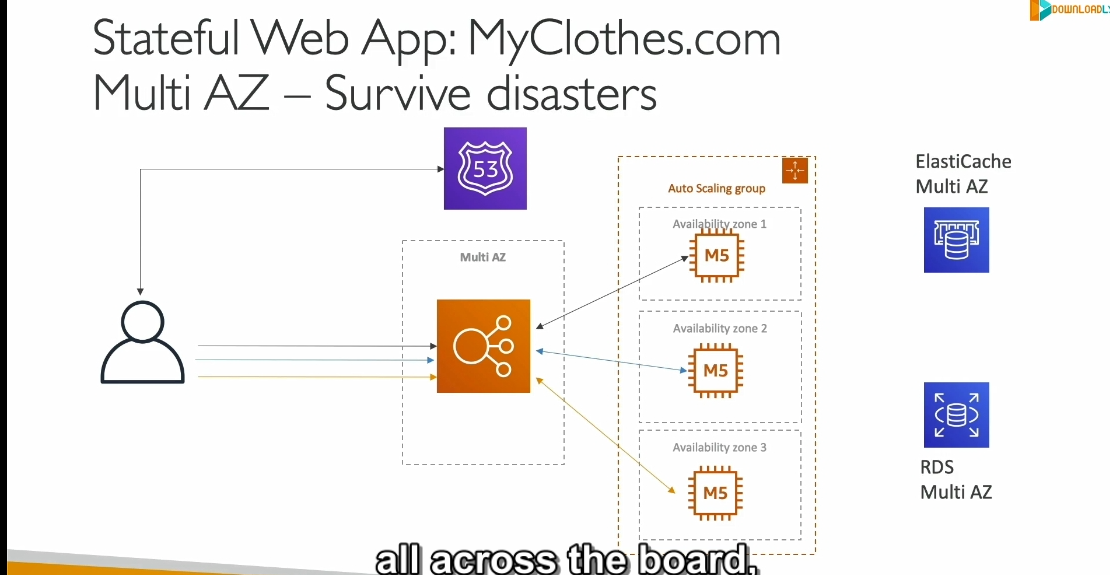 DOWNLOADLY
Stateful Web App: MyClothes.com
Multi AZ – Survive disasters
53
ElastiCache
Multi AZ
Auto Scaling group
Availability zone 1
M5
Multi AZ
Availability zone 2
M5
Availability zone 3
M5
RDS
Multi AZ
all across the board,